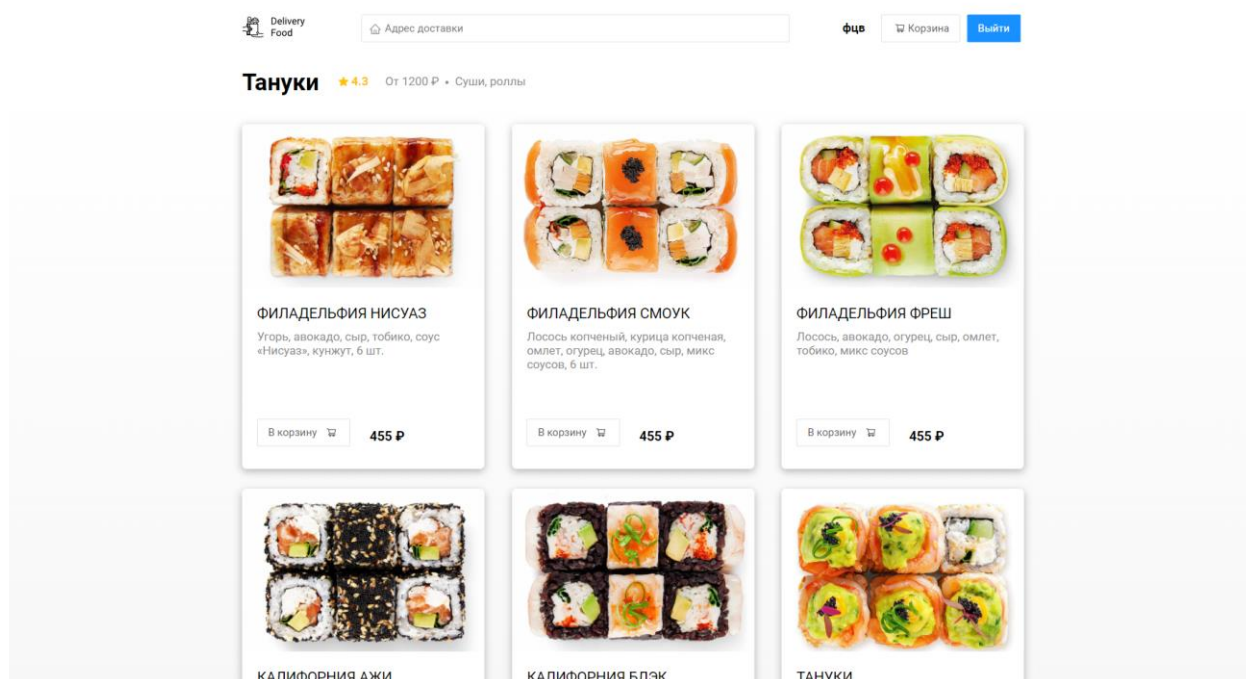 Delivery
Food
Адрес доставки
фцв
Корзина
Выйти
Тануки
4.3
От 1200 ₽ • Суши, роллы
ФИЛАДЕЛЬФИЯ НИСУАЗ
Угорь, авокадо, сыр, тобико, соус
«Нисуаз», кунжут, 6 шт.
В корзину
455 ₽
ФИЛАДЕЛЬФИЯ СМОУК
Лосось копченый, курица копченая,
омлет, огурец, авокадо, сыр, микс
соусов, 6 шт.
В корзину
455 ₽
ФИЛАДЕЛЬФИЯ ФРЕШ
Лосось, авокадо, огурец, сыр, омлет,
тобико, микс соусов
В корзину
455 ₽
КАЛИФОРНИЯ АЖИ
КАЛИФОРНИЯ БЛЭК
ТАНУКИ